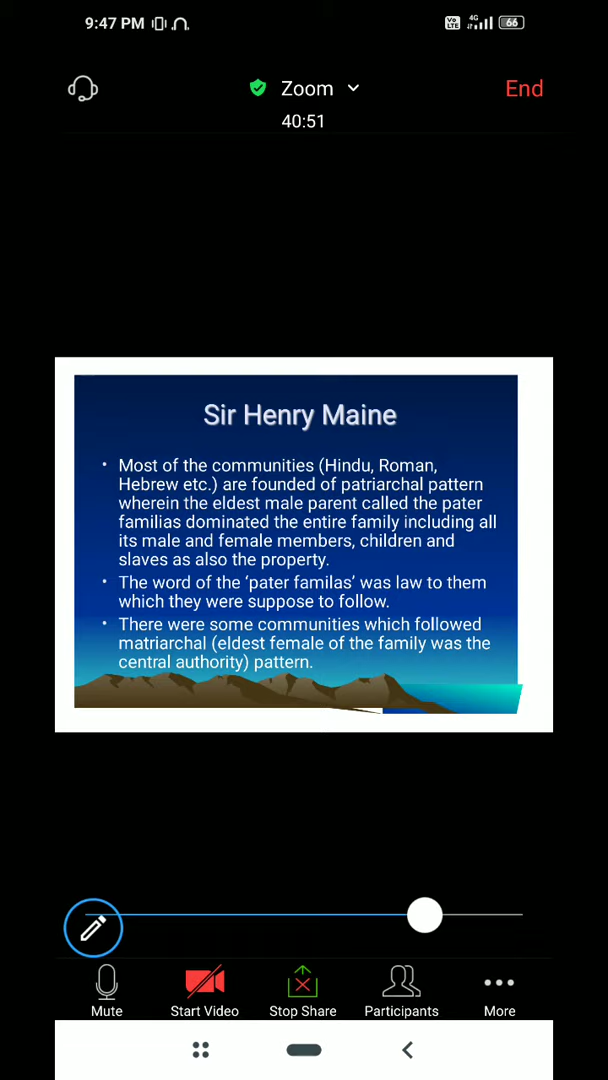 9:47 PM
Vo LTE 4G 66
Zoom
End
40:51
Sir Henry Maine
• Most of the communities (Hindu, Roman,
Hebrew etc.) are founded of patriarchal pattern
wherein the eldest male parent called the pater
familias dominated the entire family including all
its male and female members, children and
slaves as also the property.
• The word of the ‘pater familas’ was law to them
which they were suppose to follow.
• There were some communities which followed
matriarchal (eldest female of the family was the
central authority) pattern.
Mute
Start Video
Stop Share
Participants
More